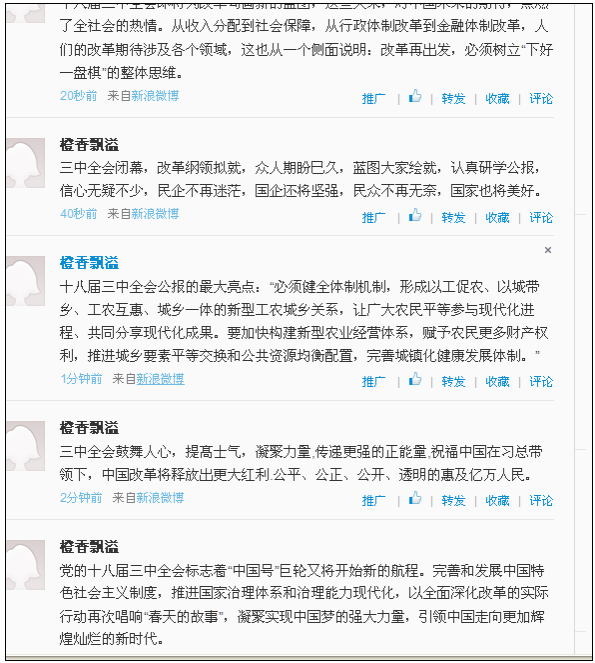 十八届三中全会即将为改革勾画新的蓝图，这些天来，对中国未来的期待，点燃
了全社会的热情。从收入分配到社会保障，从行政体制改革到金融体制改革，人
们的改革期待涉及各个领域，这也从一个侧面说明：改革再出发，必须树立“下好
一盘棋”的整体思维。
20秒前 来自新浪微博 推广 | | 转发 | 收藏 | 评论
橙香飘溢
三中全会闭幕，改革纲领拟就，众人期盼已久，蓝图大家绘就，认真研学公报，
信心无疑不少，民企不再迷茫，国企还将坚强，民众不再无奈，国家也将美好。
40秒前 来自新浪微博 推广 | | 转发 | 收藏 | 评论
×
橙香飘溢
十八届三中全会公报的最大亮点：“必须健全体制机制，形成以工促农、以城带
乡、工农互惠、城乡一体的新型工农城乡关系，让广大农民平等参与现代化进
程、共同分享现代化成果。要加快构建新型农业经营体系，赋予农民更多财产权
利，推进城乡要素平等交换和公共资源均衡配置，完善城镇化健康发展体制。”
1分钟前 来自新浪微博 推广 | | 转发 | 收藏 | 评论
橙香飘溢
三中全会鼓舞人心，提高士气，凝聚力量,传递更强的正能量,祝福中国在习总带
领下，中国改革将释放出更大红利.公平、公正、公开、透明的惠及亿万人民。
2分钟前 来自新浪微博 推广 | | 转发 | 收藏 | 评论
橙香飘溢
党的十八届三中全会标志着“中国号”巨轮又将开始新的航程。完善和发展中国特
色社会主义制度，推进国家治理体系和治理能力现代化，以全面深化改革的实际
行动再次唱响“春天的故事”，凝聚实现中国梦的强大力量，引领中国走向更加辉
煌灿烂的新时代。